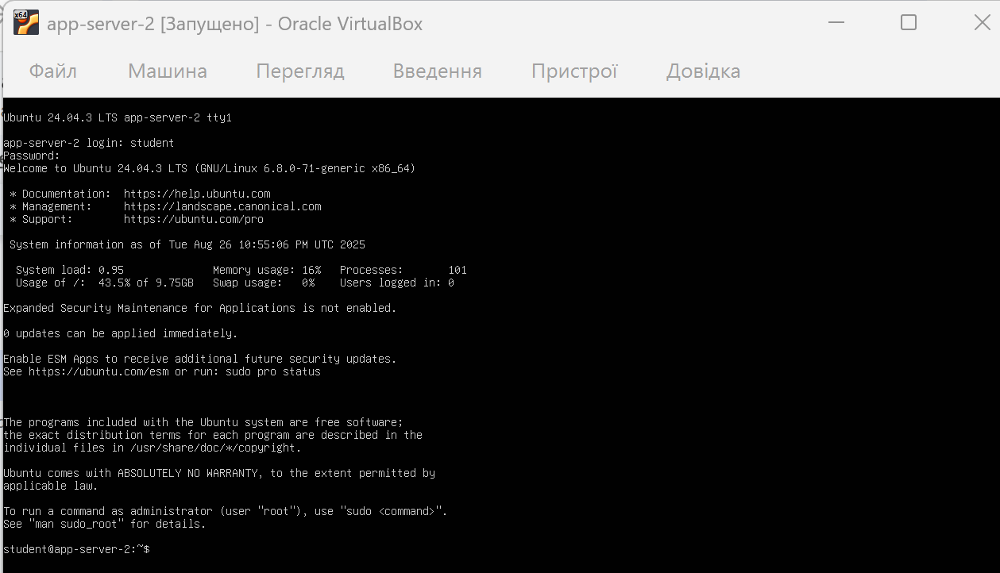 x64
app-server-2 [Запущено] - Oracle VirtualBox
Файл Машина Перегляд Введення Пристрої Довідка
Ubuntu 24.04.3 LTS app-server-2 tty1
app-server-2 login: student
Password:
Welcome to Ubuntu 24.04.3 LTS (GNU/Linux 6.8.0-71-generic x86_64)
* Documentation:  https://help.ubuntu.com
* Management:     https://landscape.canonical.com
* Support:        https://ubuntu.com/pro
System information as of Tue Aug 26 10:55:06 PM UTC 2025
System load: 0.95              Memory usage: 16%   Processes:       101
Usage of /:  43.5% of 9.75GB   Swap usage:   0%    Users logged in: 0
Expanded Security Maintenance for Applications is not enabled.
0 updates can be applied immediately.
Enable ESM Apps to receive additional future security updates.
See https://ubuntu.com/esm or run: sudo pro status
The programs included with the Ubuntu system are free software;
the exact distribution terms for each program are described in the
individual files in /usr/share/doc/*/copyright.
Ubuntu comes with ABSOLUTELY NO WARRANTY, to the extent permitted by
applicable law.
To run a command as administrator (user "root"), use "sudo <command>".
See "man sudo_root" for details.
student@app-server-2:~$